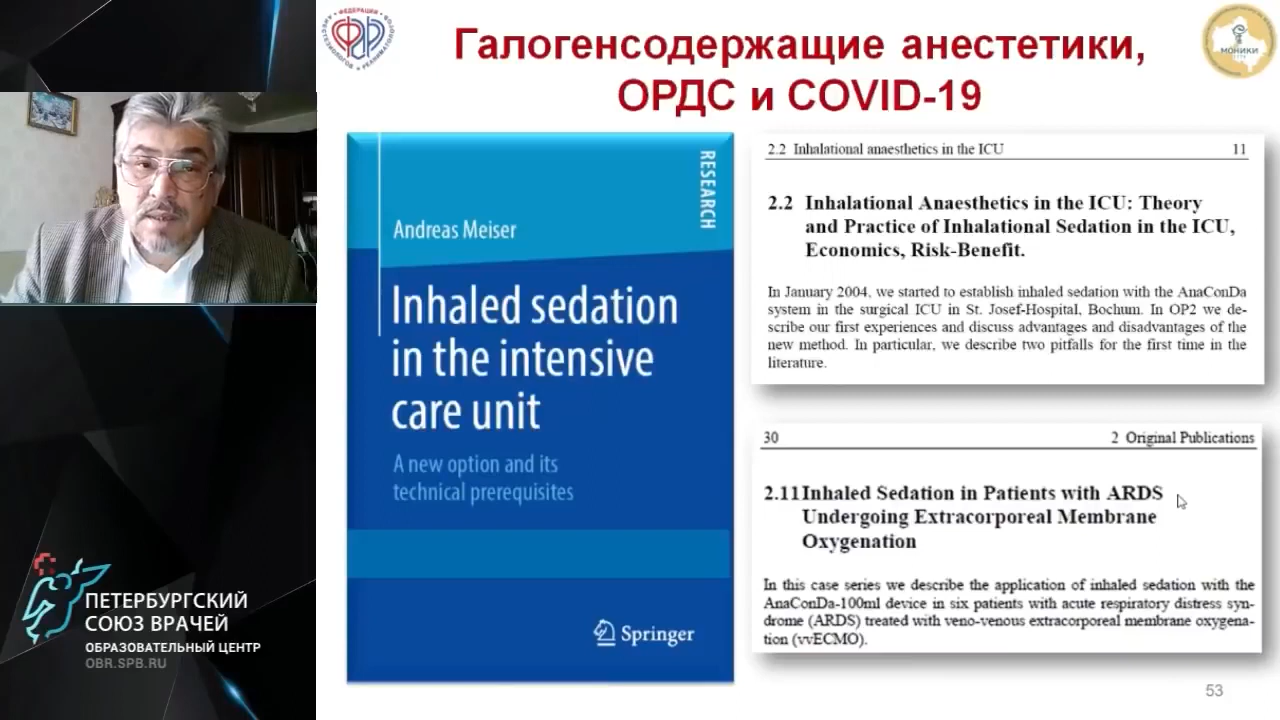 ФЕДЕРАЦИЯ
АНЕСТЕЗИОЛОГОВ И РЕАНИМАТОЛОГОВ
ФАР
МОНИКИ
Галогенсодержащие анестетики,
ОРДС и COVID-19
RESEARCH
Andreas Meiser
Inhaled sedation
in the intensive
care unit
A new option and its
technical prerequisites
Springer
2.2 Inhalational anaesthetics in the ICU 11
2.2 Inhalational Anaesthetics in the ICU: Theory
and Practice of Inhalational Sedation in the ICU,
Economics, Risk-Benefit.
In January 2004, we started to establish inhaled sedation with the AnaConDa
system in the surgical ICU in St. Josef-Hospital, Bochum. In OP2 we de-
scribe our first experiences and discuss advantages and disadvantages of the
new method. In particular, we describe two pitfalls for the first time in the
literature.
30 2 Original Publications
2.11Inhaled Sedation in Patients with ARDS
Undergoing Extracorporeal Membrane
Oxygenation
In this case series we describe the application of inhaled sedation with the
AnaConDa-100ml device in six patients with acute respiratory distress syn-
drome (ARDS) treated with veno-venous extracorporeal membrane oxygena-
tion (vvECMO).
53
ПЕТЕРБУРГСКИЙ
СОЮЗ ВРАЧЕЙ
ОБРАЗОВАТЕЛЬНЫЙ ЦЕНТР
OBR.SPB.RU